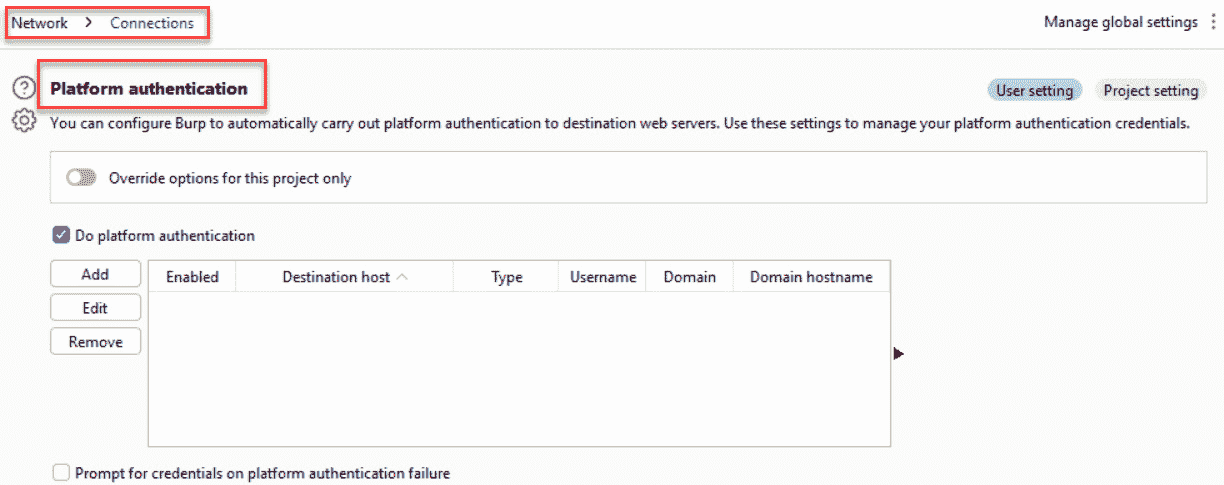 Network > Connections
Manage global settings
Platform authentication
User setting
Project setting
You can configure Burp to automatically carry out platform authentication to destination web servers. Use these settings to manage your platform authentication credentials.
Override options for this project only
Do platform authentication
Add
Enabled Destination host Type Username Domain Domain hostname
Edit
Remove
Prompt for credentials on platform authentication failure